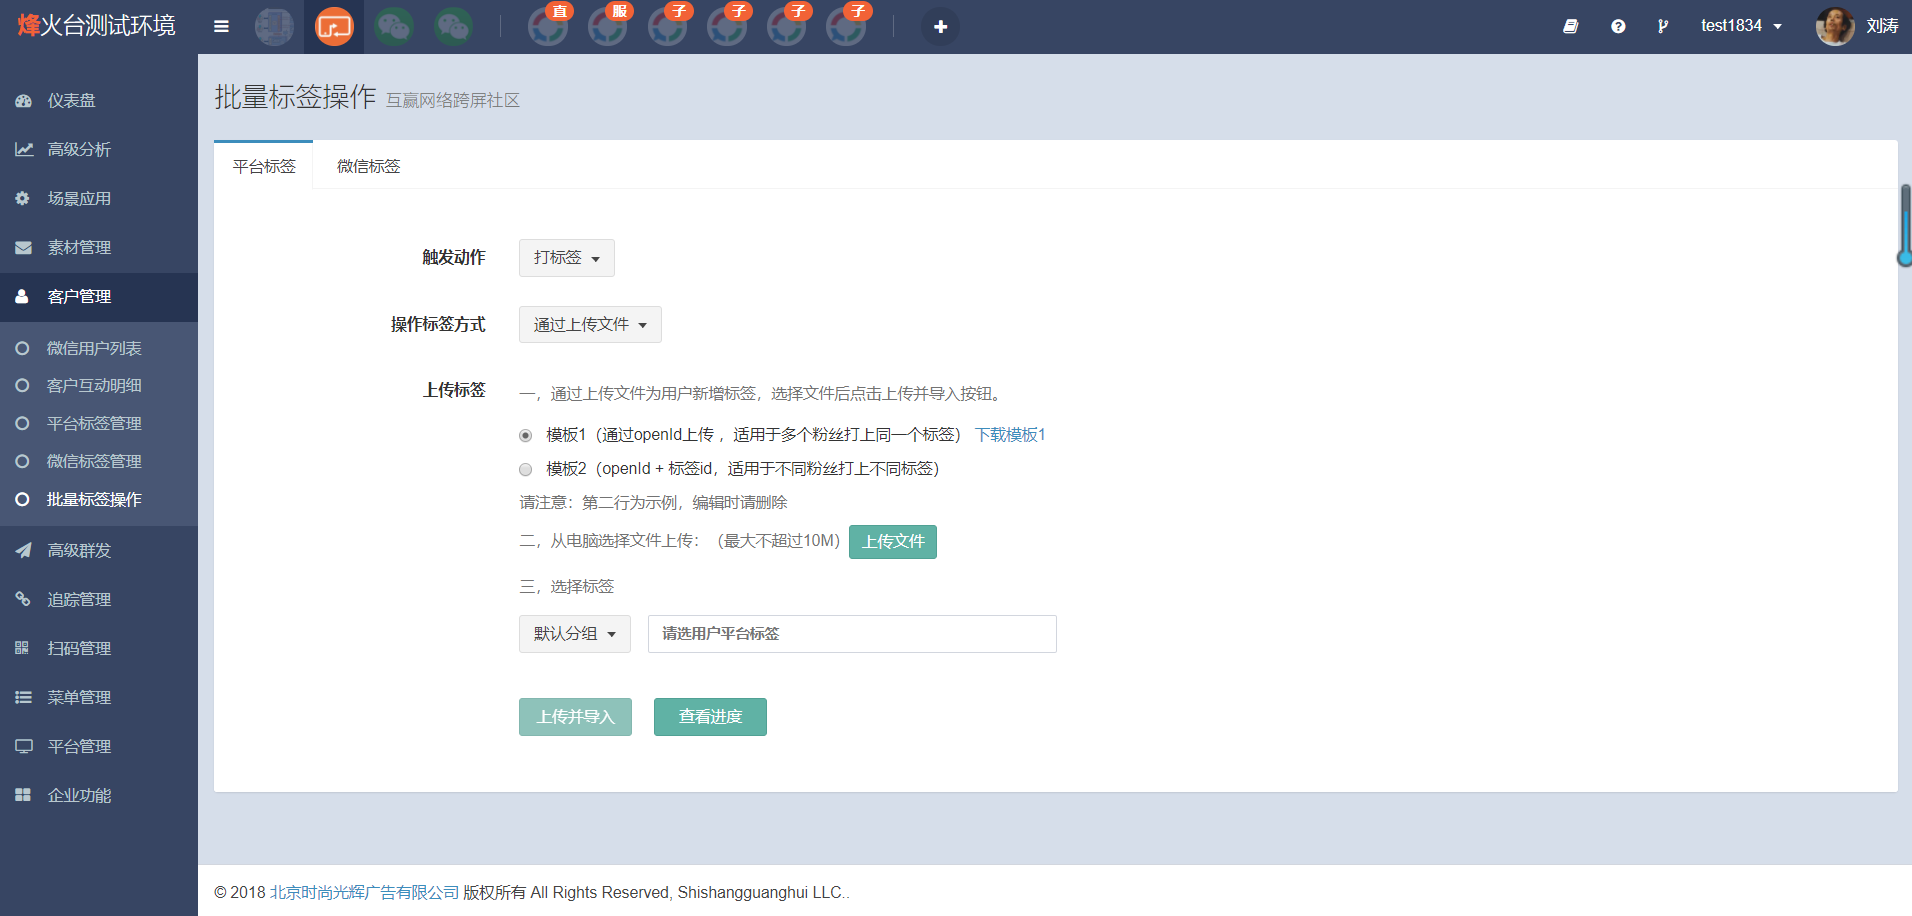 烽火台测试环境
直
服
子
子
子
子
test1834
刘涛
仪表盘
高级分析
场景应用
素材管理
客户管理
微信用户列表
客户互动明细
平台标签管理
微信标签管理
批量标签操作
高级群发
追踪管理
扫码管理
菜单管理
平台管理
企业功能
批量标签操作 互赢网络跨屏社区
平台标签
微信标签
触发动作
打标签
操作标签方式
通过上传文件
上传标签
一，通过上传文件为用户新增标签，选择文件后点击上传并导入按钮。
模板1（通过openId上传 ，适用于多个粉丝打上同一个标签） 下载模板1
模板2（openId + 标签id，适用于不同粉丝打上不同标签）
请注意：第二行为示例，编辑时请删除
二，从电脑选择文件上传：（最大不超过10M） 上传文件
三，选择标签
默认分组
请选用户平台标签
上传并导入
查看进度
© 2018 北京时尚光辉广告有限公司 版权所有 All Rights Reserved, Shishangguanghui LLC..